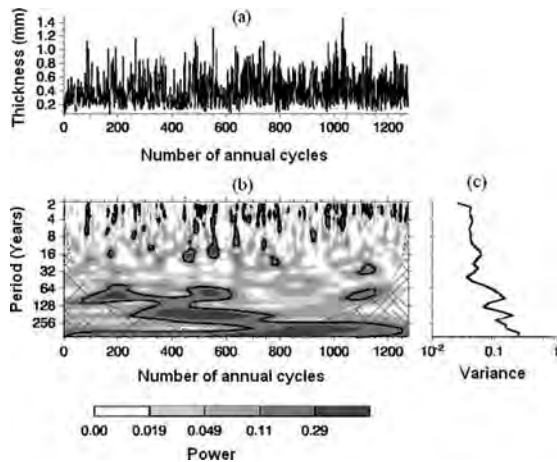 (a)
Thickness (mm)
1.4
1.2
1.0
0.8
0.6
0.4
0.2
0 200 400 600 800 1000 1200
Number of annual cycles
(b)
(c)
Period (Years)
2
4
8
16
32
64
128
256
0 200 400 600 800 1000 1200
Number of annual cycles
10-2 0.1 1
Variance
0.00 0.019 0.049 0.11 0.29
Power